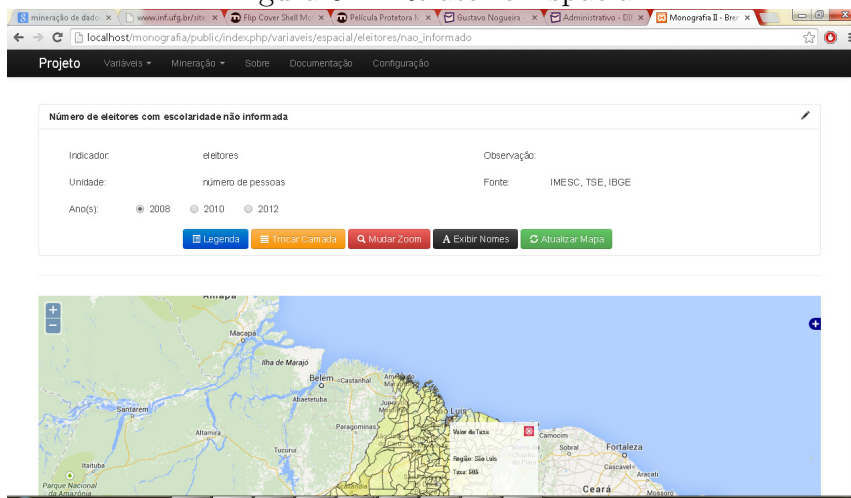 mineração de dado
www.inf.ufg.br/site
Flip Cover Shell Mot
Pelicula Protetora
Gustavo Nogueira -
Administrativo - DJ
Monografia II - Bren
localhost/monografia/public/index.php/variaveis/espacial/eleitores/nao_informado
Projeto Variáveis Mineração Sobre Documentação Configuração
Número de eleitores com escolaridade não informada
Indicador: eleitores Observação:
Unidade: número de pessoas Fonte: IMESC, TSE, IBGE
Ano(s): 2008 2010 2012
Legenda Trocar Camada Mudar Zoom Exibir Nomes Atualizar Mapa
+
−
Macapá
Ilha de Marajó
Belém
Castanhal
Abaetetuba
Santarém
Altamira
Paragominas
Tucuruí
Itaituba
Parque Nacional
da Amazônia
São Luís
Valor da Taxa
Região: São Luís
Taxa: 505
Camocim
Sobral
Fortaleza
Cascavel
Aracati
Ceará
Mossoró